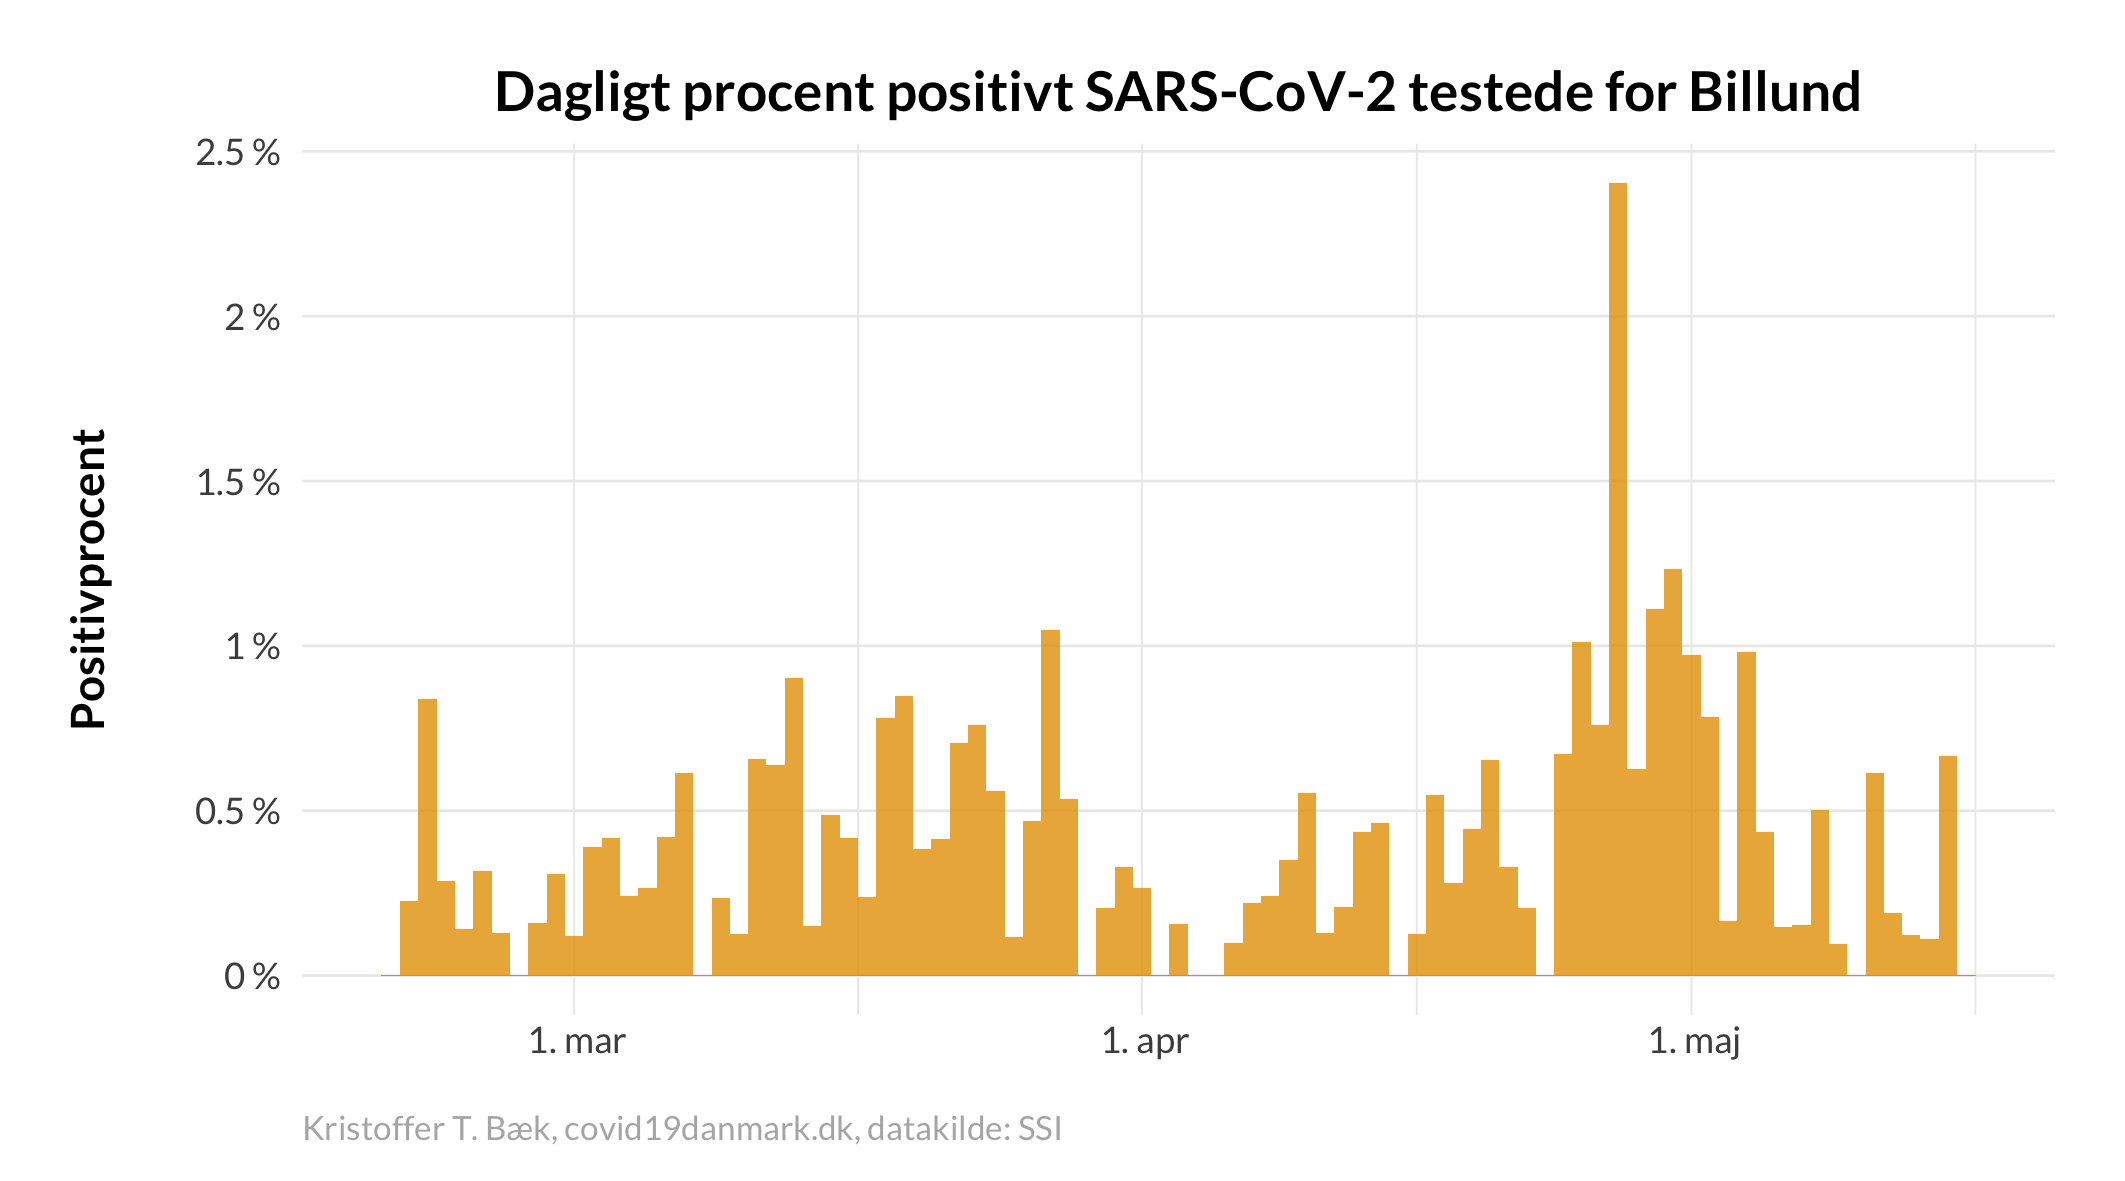 Dagligt procent positivt SARS-CoV-2 testede for Billund
Positivprocent
2.5 %
2 %
1.5 %
1 %
0.5 %
0 %
1. mar
1. apr
1. maj
Kristoffer T. Bæk, covid19danmark.dk, datakilde: SSI